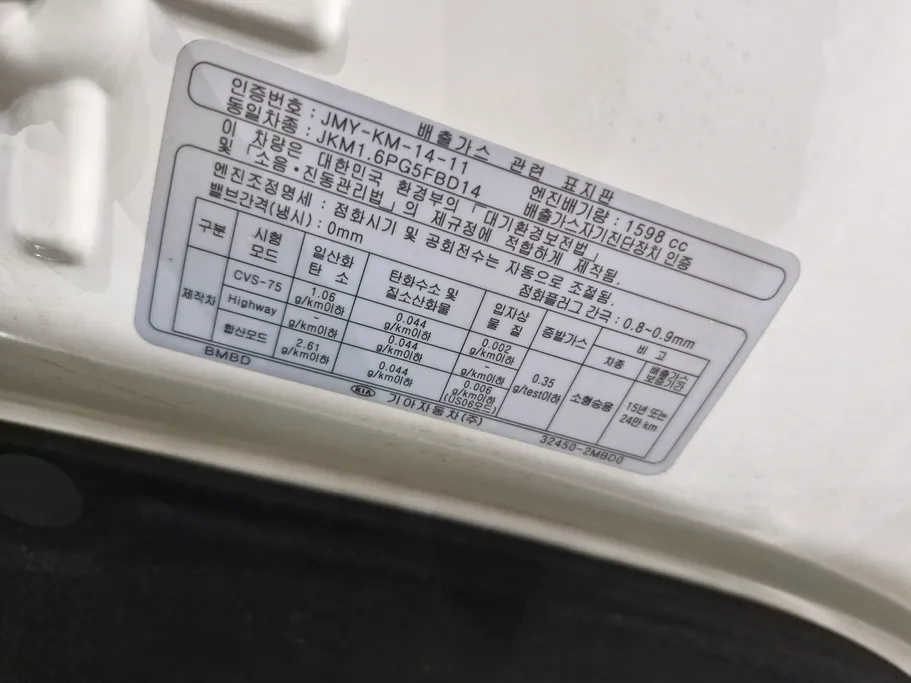 배출가스 관련 표지판
인증번호 : JMY-KM-14-11 엔진배기량 : 1598 cc
동일차종 : JKM1.6PG5FBD14 배출가스자기진단장치 인증
이 차량은 대한민국 환경부의 「대기환경보전법」
및 「소음·진동관리법」의 제규정에 적합하게 제작됨.
엔진조정명세 : 점화시기 및 공회전수는 자동으로 조절됨.
밸브간격(냉시) : 0mm 점화플러그 간극 : 0.8~0.9mm
구분 시험 모드 일산화 탄소 탄화수소 및 질소산화물 입자상 물질 증발가스 비고
차종 배출가스 보증기간
제작차 CVS-75 1.06 g/km이하 0.044 g/km이하 0.002 g/km이하 0.35 g/test이하 소형승용 15년 또는 24만 km
Highway - g/km이하 0.044 g/km이하 - g/km이하
합산모드 2.61 g/km이하 0.044 g/km이하 0.006 g/km이하 (US06모드)
BMBD KIA 기아자동차(주) 32450-2MBD0